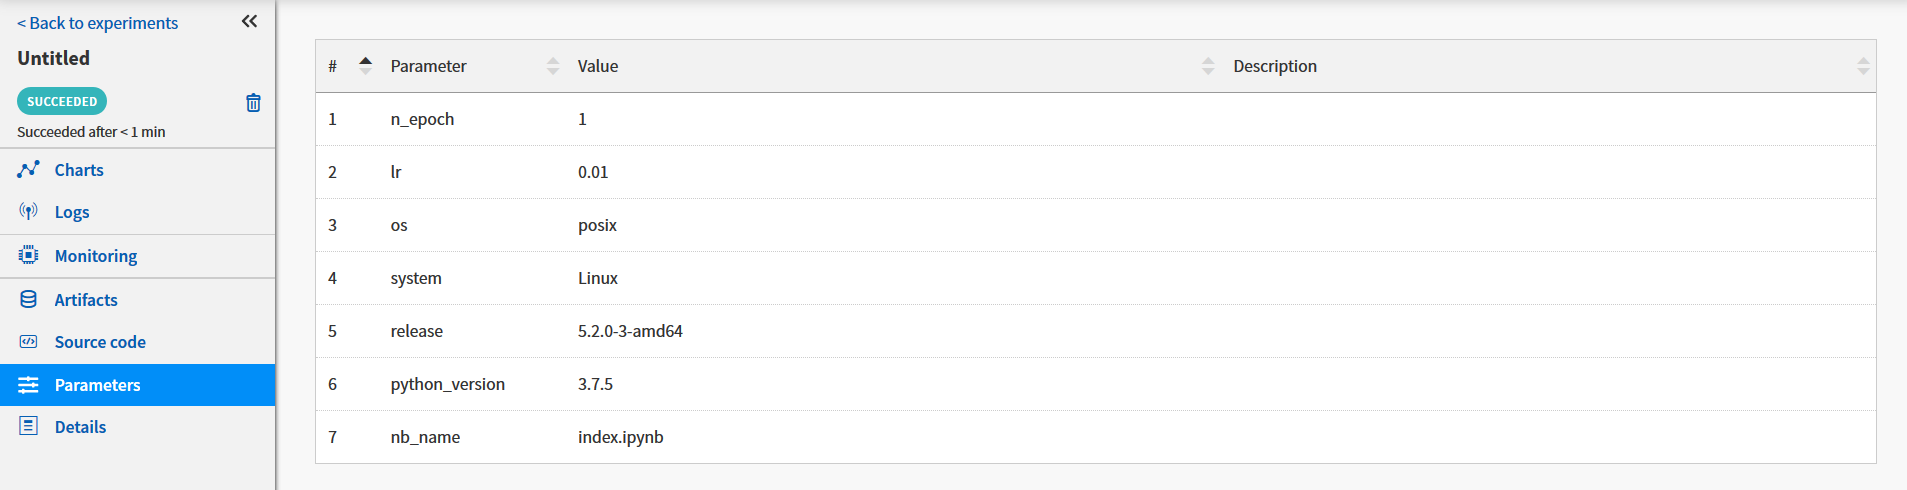 < Back to experiments
Untitled
SUCCEEDED
Succeeded after < 1 min
Charts
Logs
Monitoring
Artifacts
Source code
Parameters
Details
# Parameter Value Description
1 n_epoch 1
2 lr 0.01
3 os posix
4 system Linux
5 release 5.2.0-3-amd64
6 python_version 3.7.5
7 nb_name index.ipynb